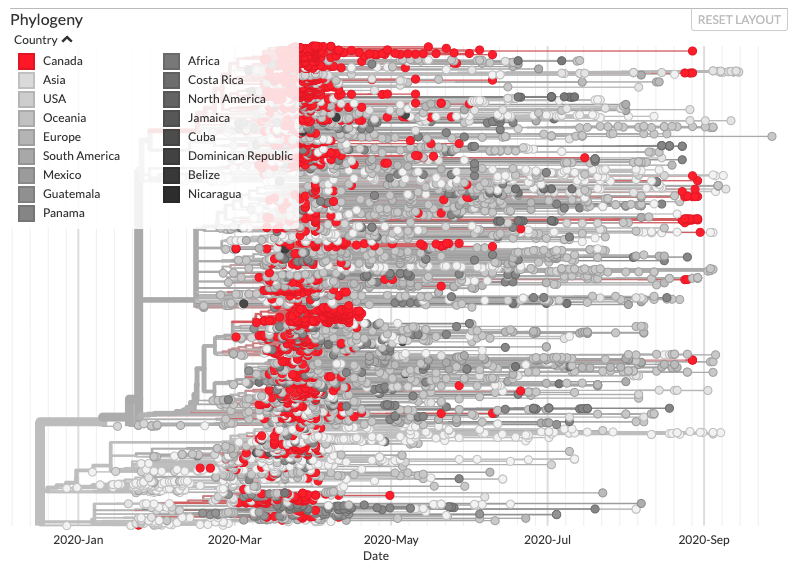 Phylogeny
RESET LAYOUT
Country
Canada
Asia
USA
Oceania
Europe
South America
Mexico
Guatemala
Panama
Africa
Costa Rica
North America
Jamaica
Cuba
Dominican Republic
Belize
Nicaragua
2020-Jan 2020-Mar 2020-May 2020-Jul 2020-Sep
Date